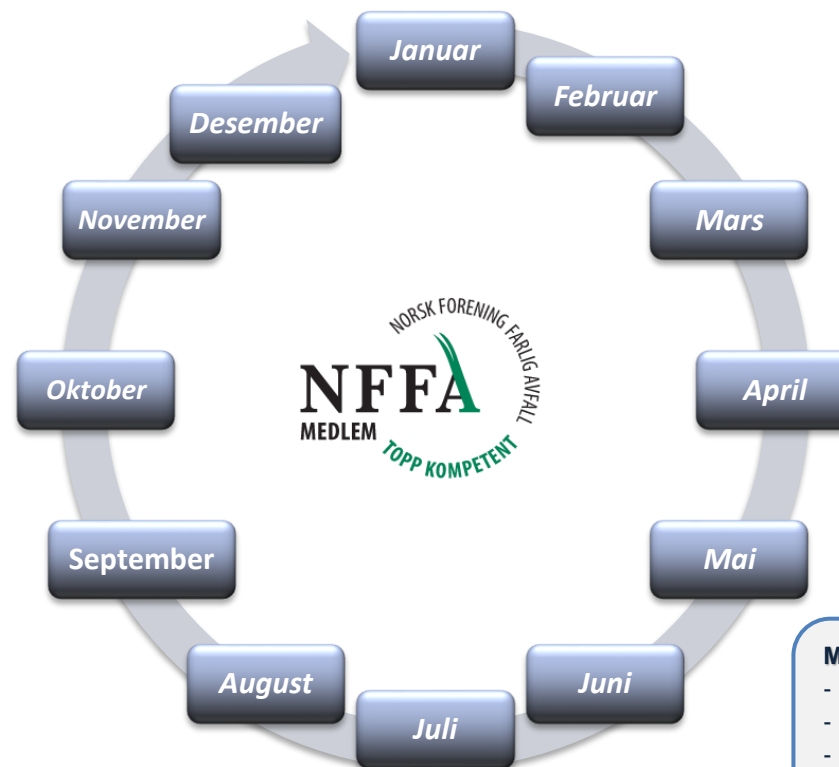 Januar
Februar
Mars
April
Mai
Juni
Juli
August
September
Oktober
November
Desember
NORSK FORENING FARLIG AVFALL
NFFA
MEDLEM
TOPP KOMPETENT
M
-
-
-